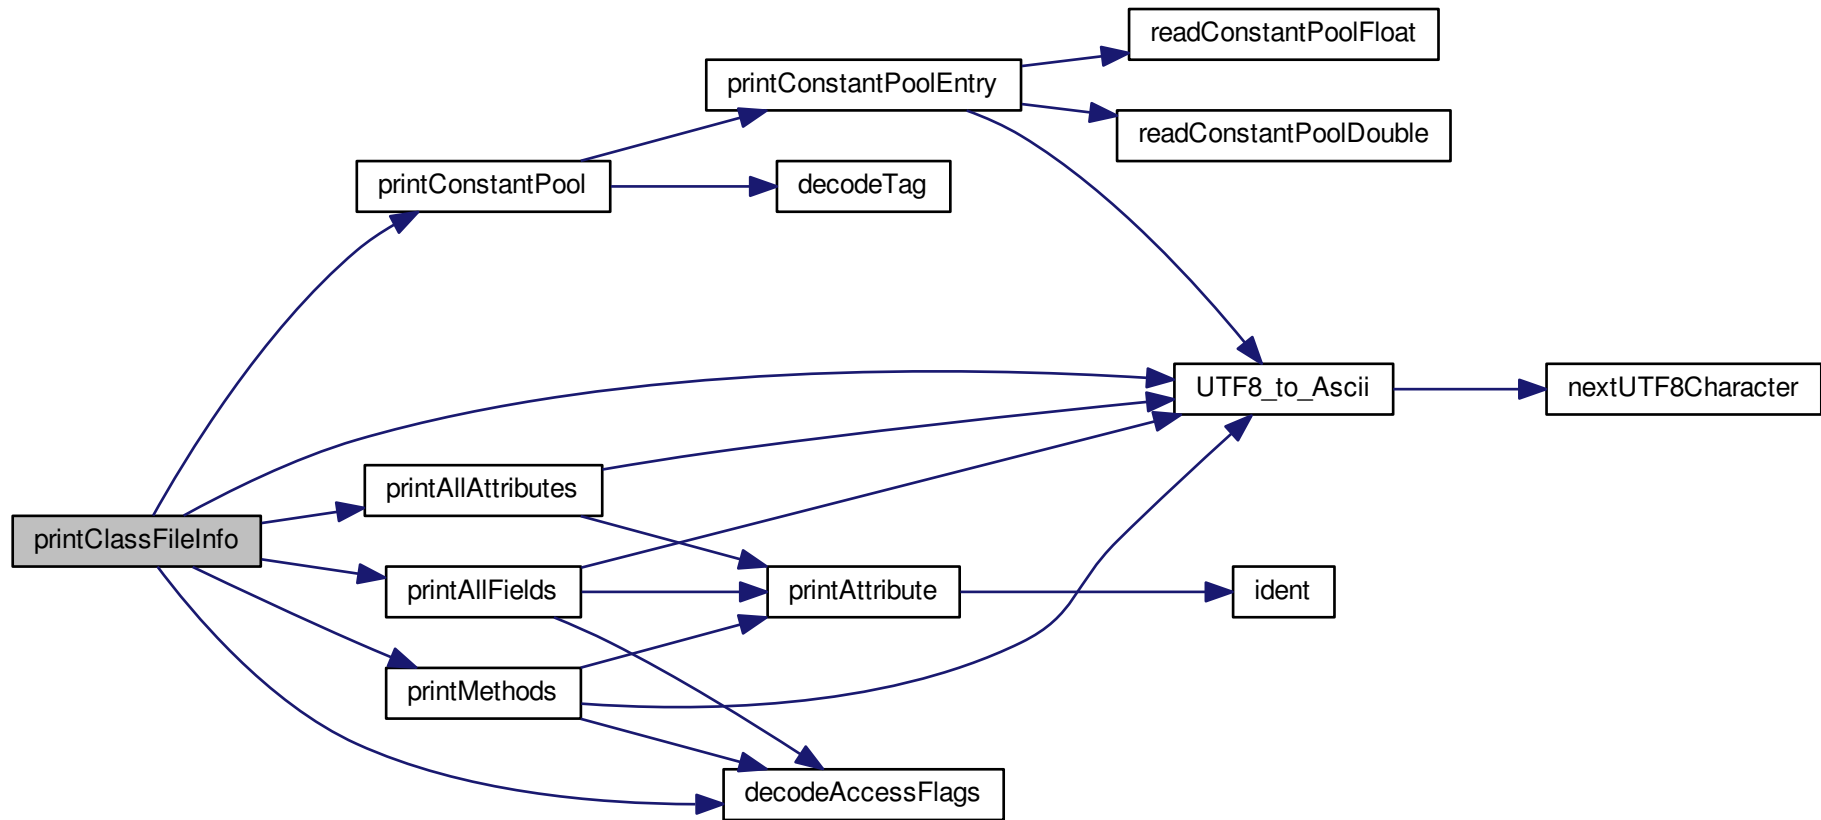 readConstantPoolFloat
printConstantPoolEntry
readConstantPoolDouble
printConstantPool
decodeTag
UTF8_to_Ascii
nextUTF8Character
printAllAttributes
printClassFileInfo
printAllFields
printAttribute
ident
printMethods
decodeAccessFlags